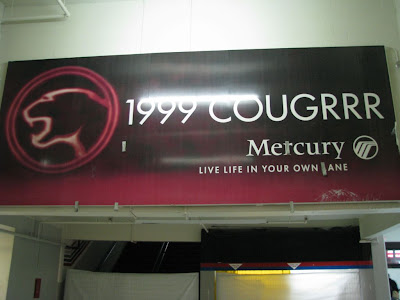 1999 COUGRRR
Mercury
LIVE LIFE IN YOUR OWN LANE